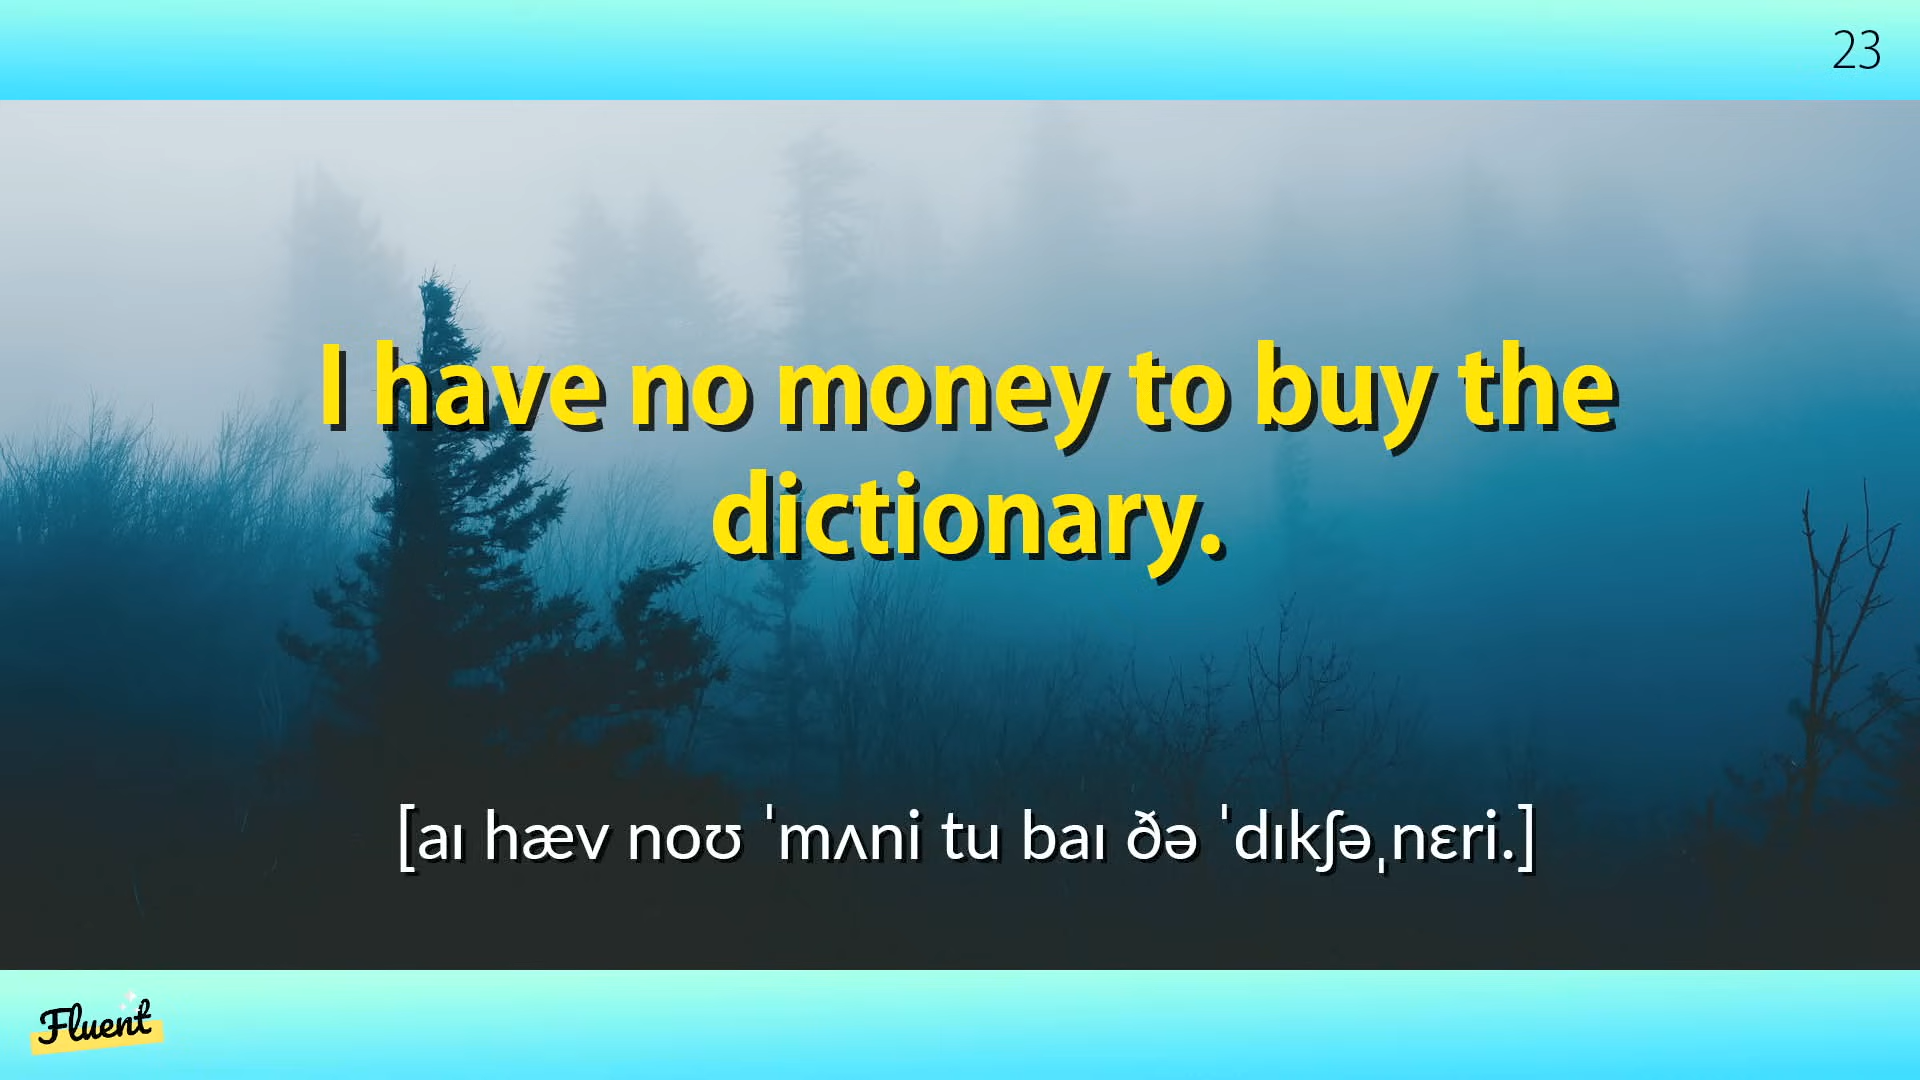 23
I have no money to buy the
dictionary.
[aɪ hæv noʊ ˈmʌni tu baɪ ðə ˈdɪkʃəˌnɛri.]
Fluent